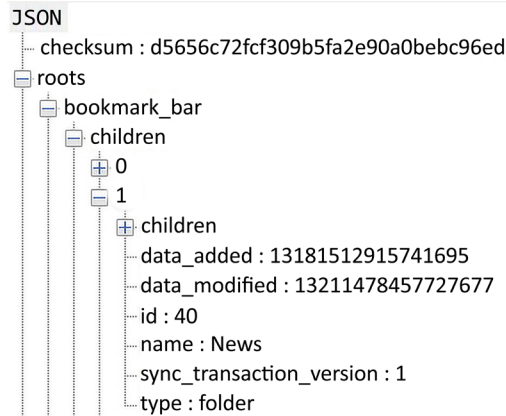 JSON
checksum : d5656c72fcf309b5fa2e90a0bebc96ed
roots
bookmark_bar
children
0
1
children
data_added : 13181512915741695
data_modified : 13211478457727677
id : 40
name : News
sync_transaction_version : 1
type : folder